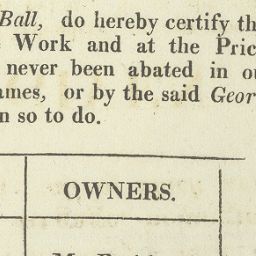 Ball, do hereby certify th
Work and at the Pric
never been abated in ou
ames, or by the said Geor
n so to do.
OWNERS.